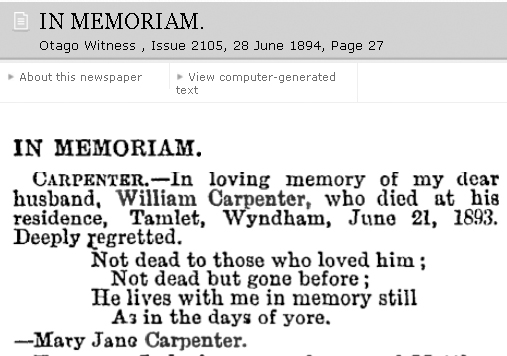 IN MEMORIAM.
Otago Witness , Issue 2105, 28 June 1894, Page 27
About this newspaper
View computer-generated
text
IN MEMORIAM.
CARPENTER.—In loving memory of my dear
husband, William Carpenter, who died at his
residence, Tamlet, Wyndham, June 21, 1893.
Deeply regretted.
Not dead to those who loved him;
Not dead but gone before;
He lives with me in memory still
As in the days of yore.
—Mary Jane Carpenter.